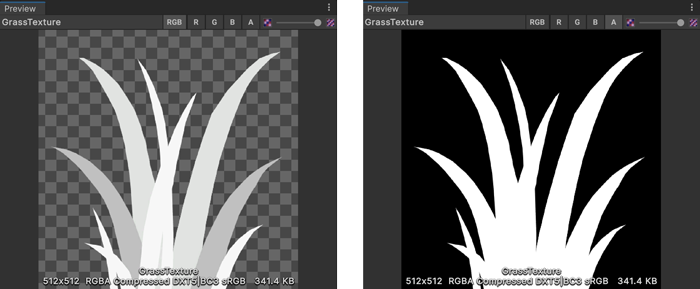 Preview
GrassTexture RGB R G B A
GrassTexture
512x512 RGBA Compressed DXT5|BC3 sRGB 341.4 KB
Preview
GrassTexture RGB R G B A
GrassTexture
512x512 RGBA Compressed DXT5|BC3 sRGB 341.4 KB